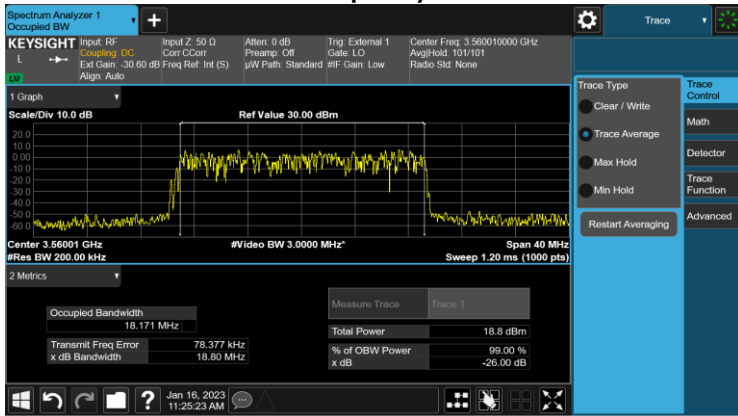 Spectrum Analyzer 1
Occupied BW
Trace
KEYSIGHT
L
LXI
Input: RF
Coupling: DC
Ext Gain: -30.60 dB
Align: Auto
Input Z: 50 Ω
Corr CCorr
Freq Ref: Int (S)
Atten: 0 dB
Preamp: Off
µW Path: Standard
Trig: External 1
Gate: LO
#IF Gain: Low
Center Freq: 3.560010000 GHz
Avg|Hold: 101/101
Radio Std: None
1 Graph
Scale/Div 10.0 dB
Ref Value 30.00 dBm
20.0
10.0
0.00
-10.0
-20.0
-30.0
-40.0
-50.0
-60.0
Center 3.56001 GHz
#Video BW 3.0000 MHz*
Span 40 MHz
#Res BW 200.00 kHz
Sweep 1.20 ms (1000 pts)
2 Metrics
Occupied Bandwidth
18.171 MHz
Transmit Freq Error 78.377 kHz
x dB Bandwidth 18.80 MHz
Measure Trace Trace 1
Total Power 18.8 dBm
% of OBW Power 99.00 %
x dB -26.00 dB
Trace Type
Clear / Write
Trace Average
Max Hold
Min Hold
Restart Averaging
Trace
Control
Math
Detector
Trace
Function
Advanced
?
Jan 16, 2023
11:25:23 AM